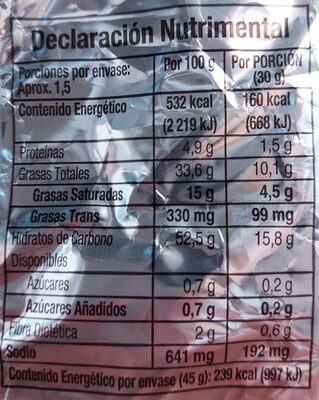 Declaración Nutrimental
Porciones por envase: Aprox. 1,5 Por 100 g Por PORCIÓN (30 g)
Contenido Energético 532 kcal (2 219 kJ) 160 kcal (668 kJ)
Proteínas 4,9 g 1,5 g
Grasas Totales 33,6 g 10,1 g
Grasas Saturadas 15 g 4,5 g
Grasas Trans 330 mg 99 mg
Hidratos de Carbono Disponibles 52,5 g 15,8 g
Azúcares 0,7 g 0,2 g
Azúcares Añadidos 0,7 g 0,2 g
Fibra Dietética 2 g 0,6 g
Sodio 641 mg 192 mg
Contenido Energético por envase (45 g): 239 kcal (997 kJ)